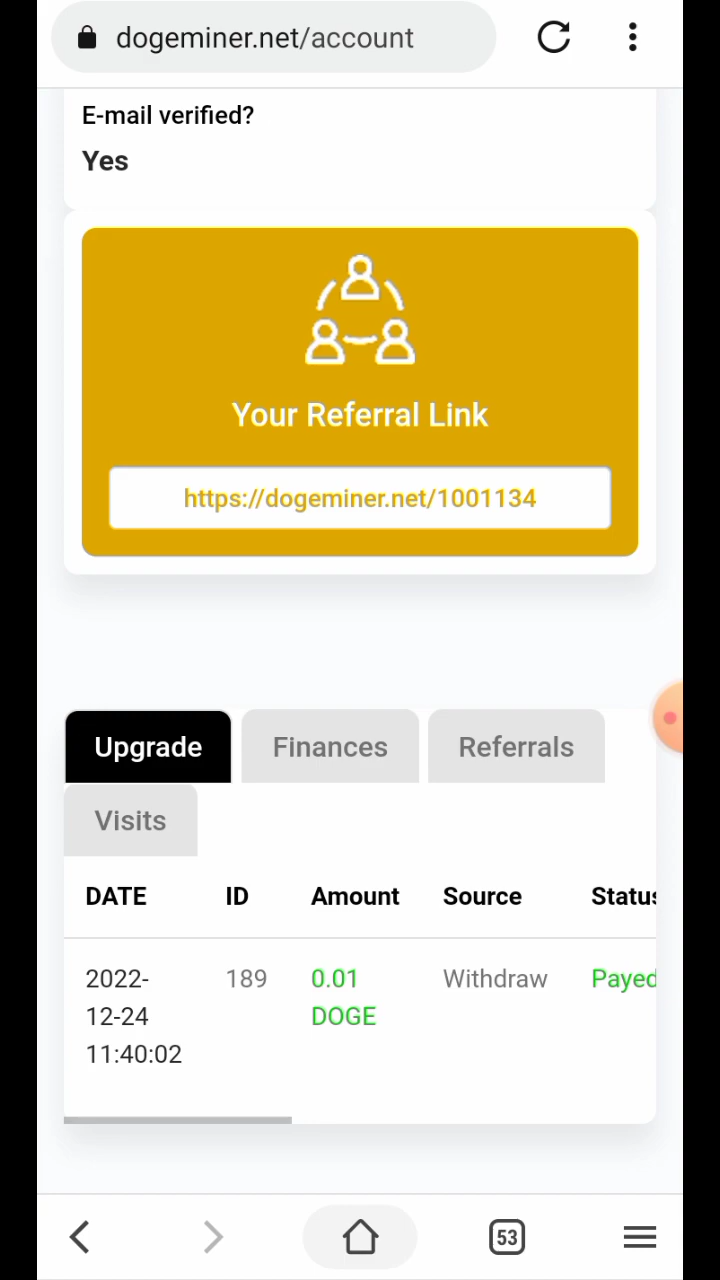 dogeminer.net/account
E-mail verified?
Yes
Your Referral Link
https://dogeminer.net/1001134
Upgrade Finances Referrals
Visits
DATE ID Amount Source Status
2022- 189 0.01 Withdraw Payed
12-24 DOGE
11:40:02
53